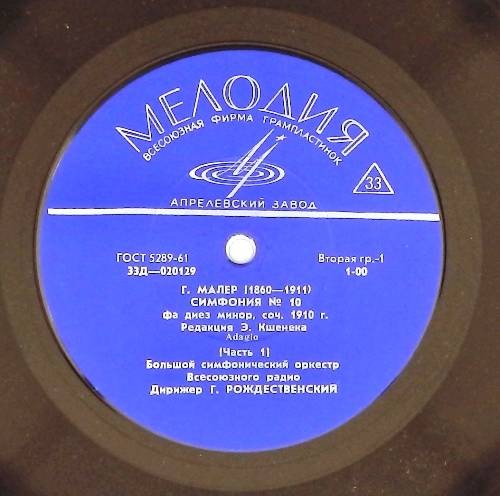 МЕЛОДИЯ
ВСЕСОЮЗНАЯ ФИРМА ГРАМПЛАСТИНОК
33
АПРЕЛЕВСКИЙ ЗАВОД
ГОСТ 5289-61 Вторая гр.-1
33Д—020129 1-00
Г. МАЛЕР (1860—1911)
СИМФОНИЯ № 10
фа диез минор, соч. 1910 г.
Редакция Э. Кшенека
Adagio
(Часть 1)
Большой симфонический оркестр
Всесоюзного радио
Дирижер Г. РОЖДЕСТВЕНСКИЙ